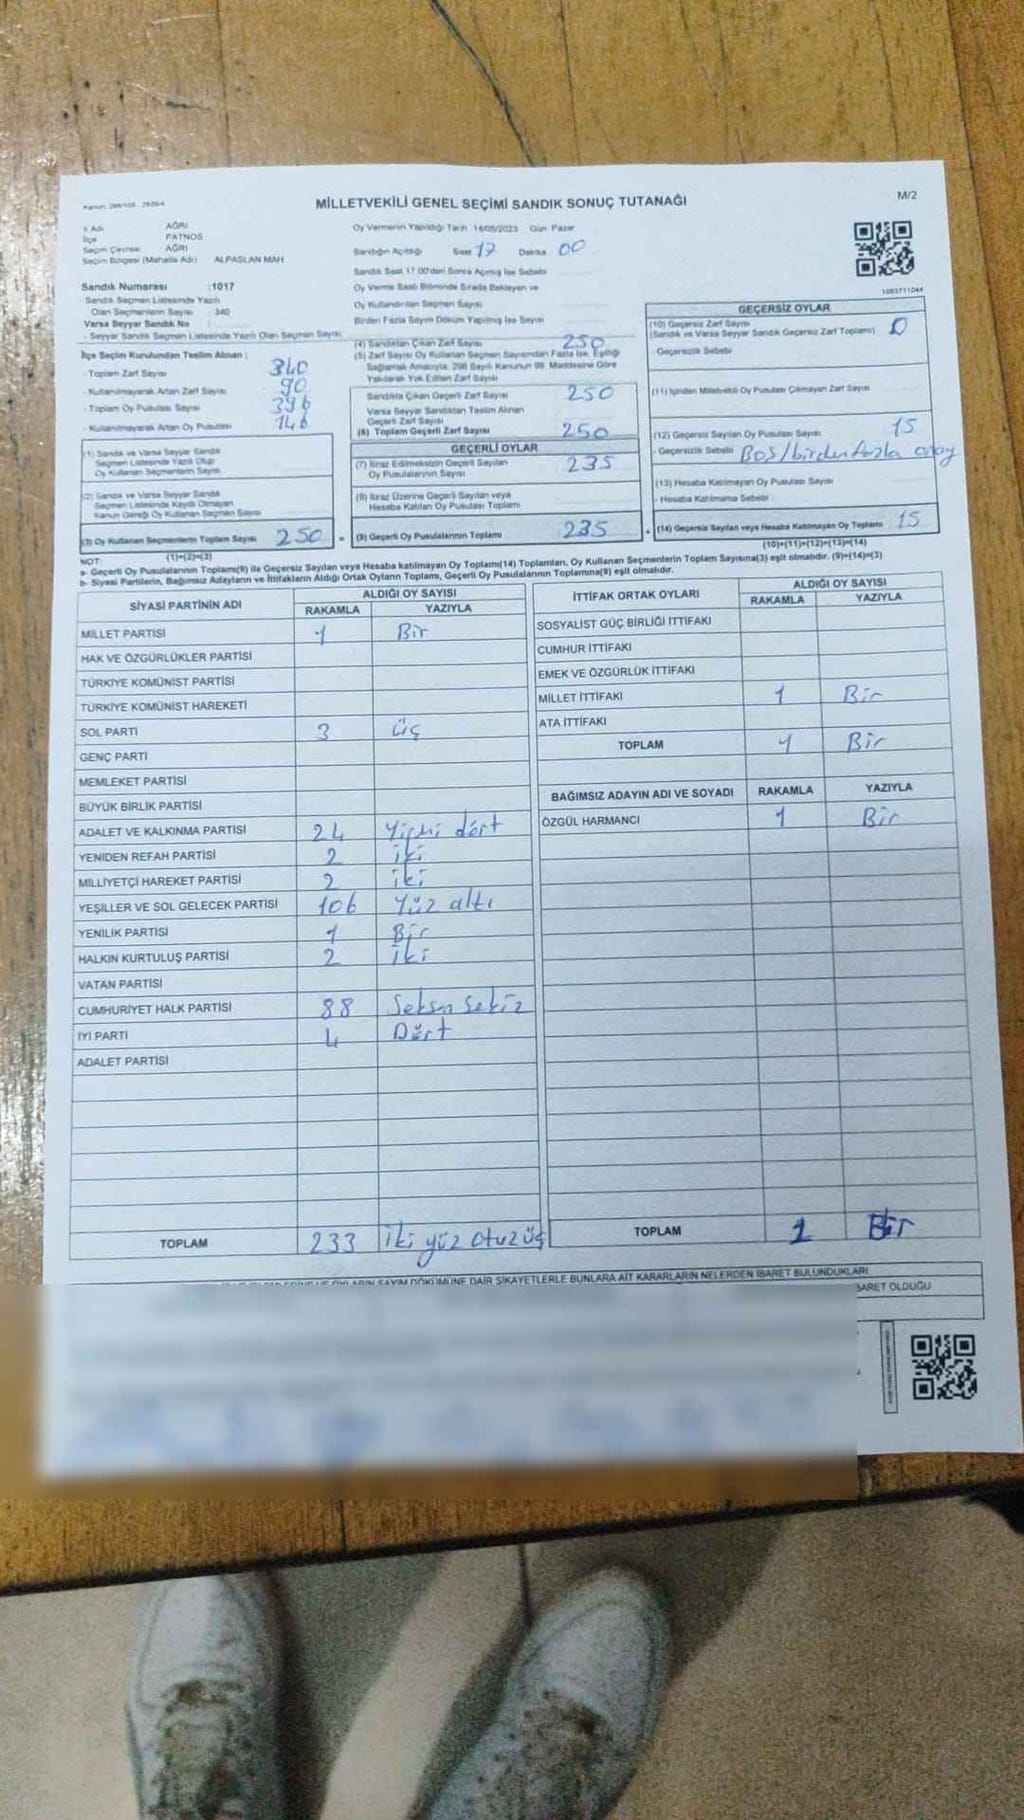 MİLLETVEKİLİ GENEL SEÇİMİ SANDIK SONUÇ TUTANAĞI
M/2
İl Adı AĞRI
İlçe PATNOS
Seçim Çevresi AĞRI
Seçim Bölgesi (Mahalle Adı) ALPASLAN MAH
Oy Vermenin Yapıldığı Tarih 14/05/2023 Gün Pazar
Sandığın Açıldığı Saat 17 Dakika 00
Sandık Saat 17:00'den Sonra Açılmış İse Sebebi
Oy Verme Saati Bitiminde Sırada Bekleyen ve
Oy Kullandırılan Seçmen Sayısı
Birden Fazla Sayım Döküm Yapılmış İse Sayısı
Sandık Numarası :1017
Sandık Seçmen Listesinde Yazılı
Olan Seçmenlerin Sayısı : 340
Varsa Seyyar Sandık No
- Seyyar Sandık Seçmen Listesinde Yazılı Olan Seçmen Sayısı
İlçe Seçim Kurulundan Teslim Alınan ;
- Toplam Zarf Sayısı 340
- Kullanılmayarak Artan Zarf Sayısı 90
- Toplam Oy Pusulası Sayısı 396
- Kullanılmayarak Artan Oy Pusulası 146
(1) Sandık ve Varsa Seyyar Sandık
Seçmen Listesinde Yazılı Olup
Oy Kullanan Seçmenlerin Sayısı
(2) Sandık ve Varsa Seyyar Sandık
Seçmen Listesinde Kayıtlı Olmayan
Kanun Gereği Oy Kullanan Seçmen Sayısı
(3) Oy Kullanan Seçmenlerin Toplam Sayısı 250 =
(1)+(2)=(3)
(4) Sandıktan Çıkan Zarf Sayısı 250
(5) Zarf Sayısı Oy Kullanan Seçmen Sayısından Fazla İse, Eşitliği
Sağlamak Amacıyla, 298 Sayılı Kanunun 98. Maddesine Göre
Yakılarak Yok Edilen Zarf Sayısı
Sandıkta Çıkan Geçerli Zarf Sayısı 250
Varsa Seyyar Sandıktan Teslim Alınan
Geçerli Zarf Sayısı
(6) Toplam Geçerli Zarf Sayısı 250
GEÇERLİ OYLAR
(7) İtiraz Edilmeksizin Geçerli Sayılan
Oy Pusulalarının Sayısı 235
(8) İtiraz Üzerine Geçerli Sayılan veya
Hesaba Katılan Oy Pusulası Toplamı
(9) Geçerli Oy Pusulalarının Toplamı 235 +
1083711044
GEÇERSİZ OYLAR
(10) Geçersiz Zarf Sayısı
(Sandık ve Varsa Seyyar Sandık Geçersiz Zarf Toplamı) 0
- Geçersizlik Sebebi
(11) İçinden Milletvekili Oy Pusulası Çıkmayan Zarf Sayısı
(12) Geçersiz Sayılan Oy Pusulası Sayısı 15
- Geçersizlik Sebebi Boş/birden fazla onay
(13) Hesaba Katılmayan Oy Pusulası Sayısı
- Hesaba Katılmama Sebebi
(14) Geçersiz Sayılan veya Hesaba Katılmayan Oy Toplamı 15
(10)+(11)+(12)+(13)=(14)
NOT:
a- Geçerli Oy Pusulalarının Toplamı(9) ile Geçersiz Sayılan veya Hesaba katılmayan Oy Toplamı(14) Toplamları, Oy Kullanan Seçmenlerin Toplam Sayısına(3) eşit olmalıdır. (9)+(14)=(3)
b- Siyasi Partilerin, Bağımsız Adayların ve İttifakların Aldığı Ortak Oyların Toplamı, Geçerli Oy Pusulalarının Toplamına(9) eşit olmalıdır.
SİYASİ PARTİNİN ADI ALDIĞI OY SAYISI
RAKAMLA YAZIYLA
MİLLET PARTİSİ 1 Bir
HAK VE ÖZGÜRLÜKLER PARTİSİ
TÜRKİYE KOMÜNİST PARTİSİ
TÜRKİYE KOMÜNİST HAREKETİ
SOL PARTİ 3 üç
GENÇ PARTİ
MEMLEKET PARTİSİ
BÜYÜK BİRLİK PARTİSİ
ADALET VE KALKINMA PARTİSİ 24 Yirmi dört
YENİDEN REFAH PARTİSİ 2 iki
MİLLİYETÇİ HAREKET PARTİSİ 2 iki
YEŞİLLER VE SOL GELECEK PARTİSİ 106 Yüz altı
YENİLİK PARTİSİ 1 Bir
HALKIN KURTULUŞ PARTİSİ 2 iki
VATAN PARTİSİ
CUMHURİYET HALK PARTİSİ 88 Seksen Sekiz
İYİ PARTİ 4 Dört
ADALET PARTİSİ
TOPLAM 233 iki yüz otuz üç
İTTİFAK ORTAK OYLARI ALDIĞI OY SAYISI
RAKAMLA YAZIYLA
SOSYALİST GÜÇ BİRLİĞİ İTTİFAKI
CUMHUR İTTİFAKI
EMEK VE ÖZGÜRLÜK İTTİFAKI
MİLLET İTTİFAKI 1 Bir
ATA İTTİFAKI
TOPLAM 1 Bir
BAĞIMSIZ ADAYIN ADI VE SOYADI RAKAMLA YAZIYLA
ÖZGÜL HARMANCI 1 Bir
TOPLAM 1 Bir
OYLARIN SAYIM DÖKÜMÜNE DAİR ŞİKAYETLERLE BUNLARA AİT KARARLARIN NELERDEN İBARET BULUNDUKLARI
İBARET OLDUĞU